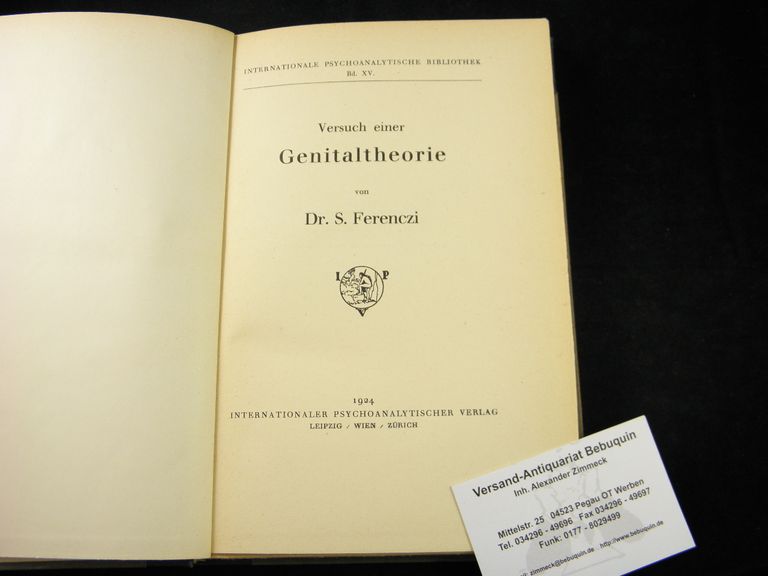 INTERNATIONALE PSYCHOANALYTISCHE BIBLIOTHEK
Bd. XV.
Versuch einer
Genitaltheorie
von
Dr. S. Ferenczi
I P
V
1924
INTERNATIONALER PSYCHOANALYTISCHER VERLAG
LEIPZIG / WIEN / ZÜRICH
Versand-Antiquariat Bebuquin
Inh. Alexander Zimmeck
Mittelstr. 25 04523 Pegau OT Werben
Tel. 034296 - 49696 Fax 034296 - 49697
Funk: 0177 - 8029499
zimmeck@bebuquin.de http://www.bebuquin.de